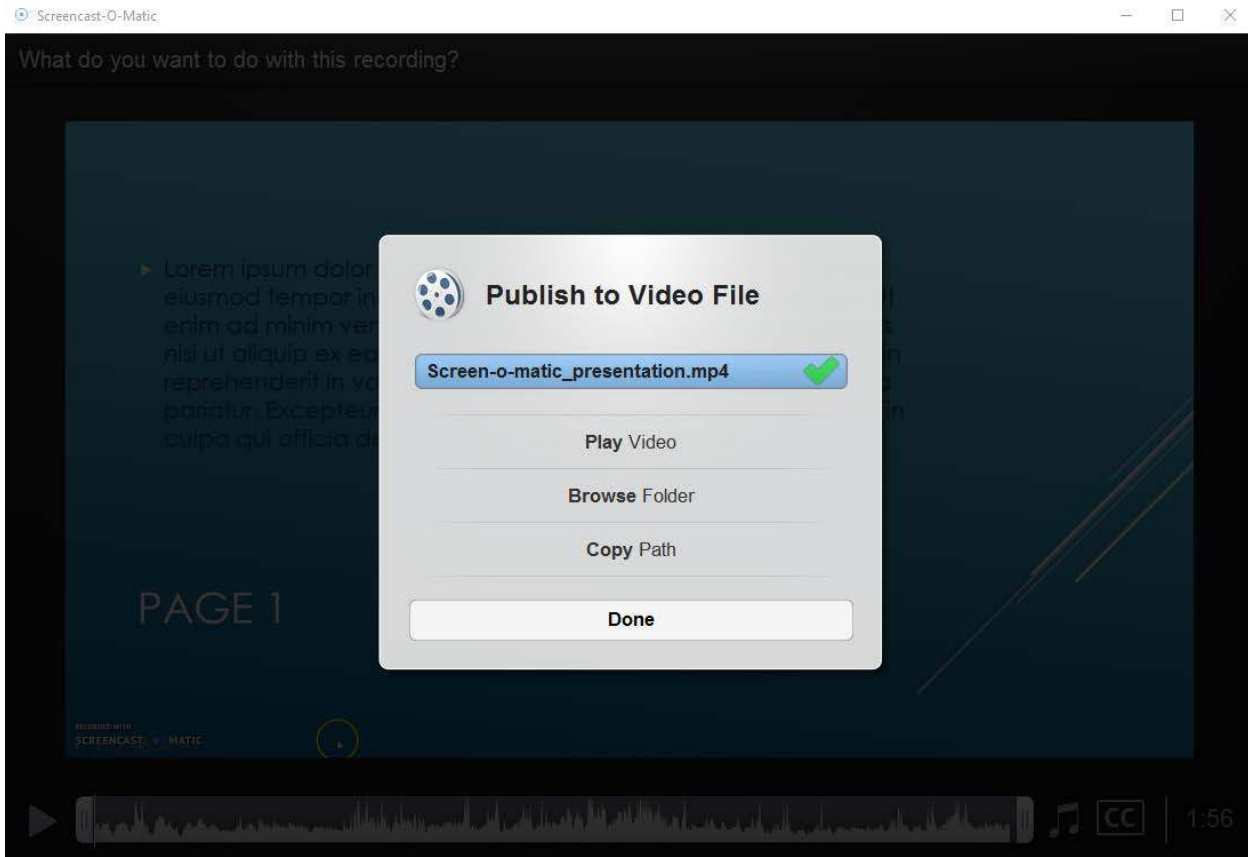 Screencast-O-Matic
What do you want to do with this recording?
Lorem ipsum dolor
eiusmod tempor in
enim ad minim ven
nisi ut aliquip ex ea
reprehenderit in vo
pariatur. Excepteur
culpa qui officia de
Publish to Video File
Screen-o-matic_presentation.mp4
Play Video
Browse Folder
Copy Path
Done
PAGE 1
RECORDED WITH
SCREENCAST-O-MATIC
CC
1:56